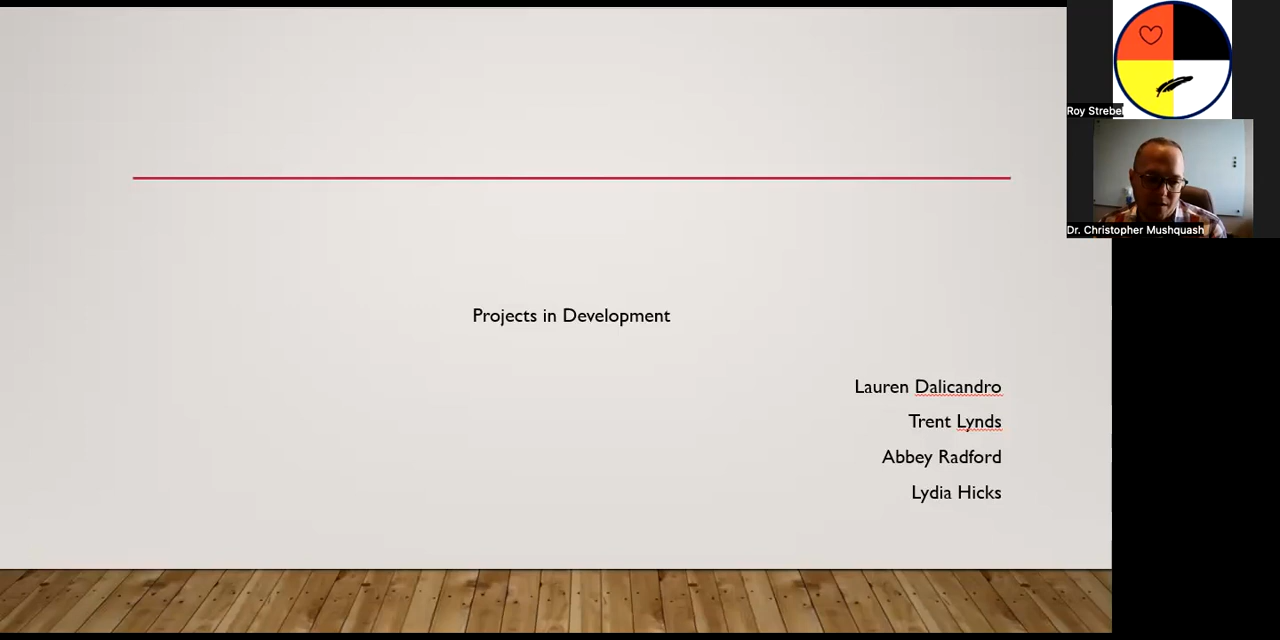 Projects in Development
Lauren Dalicandro
Trent Lynds
Abbey Radford
Lydia Hicks
Roy Strebel
Dr. Christopher Mushquash